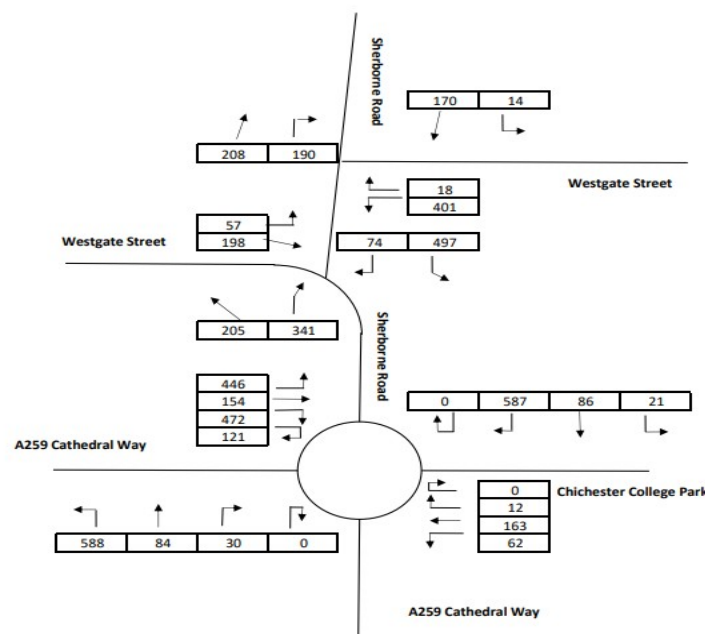 Sherborne Road
170 14
208 190
Westgate Street
18
401
57
198
Westgate Street
74 497
205 341
Sherborne Road
446
154
472
121
0 587 86 21
A259 Cathedral Way
Chichester College Park
0
12
163
62
588 84 30 0
A259 Cathedral Way